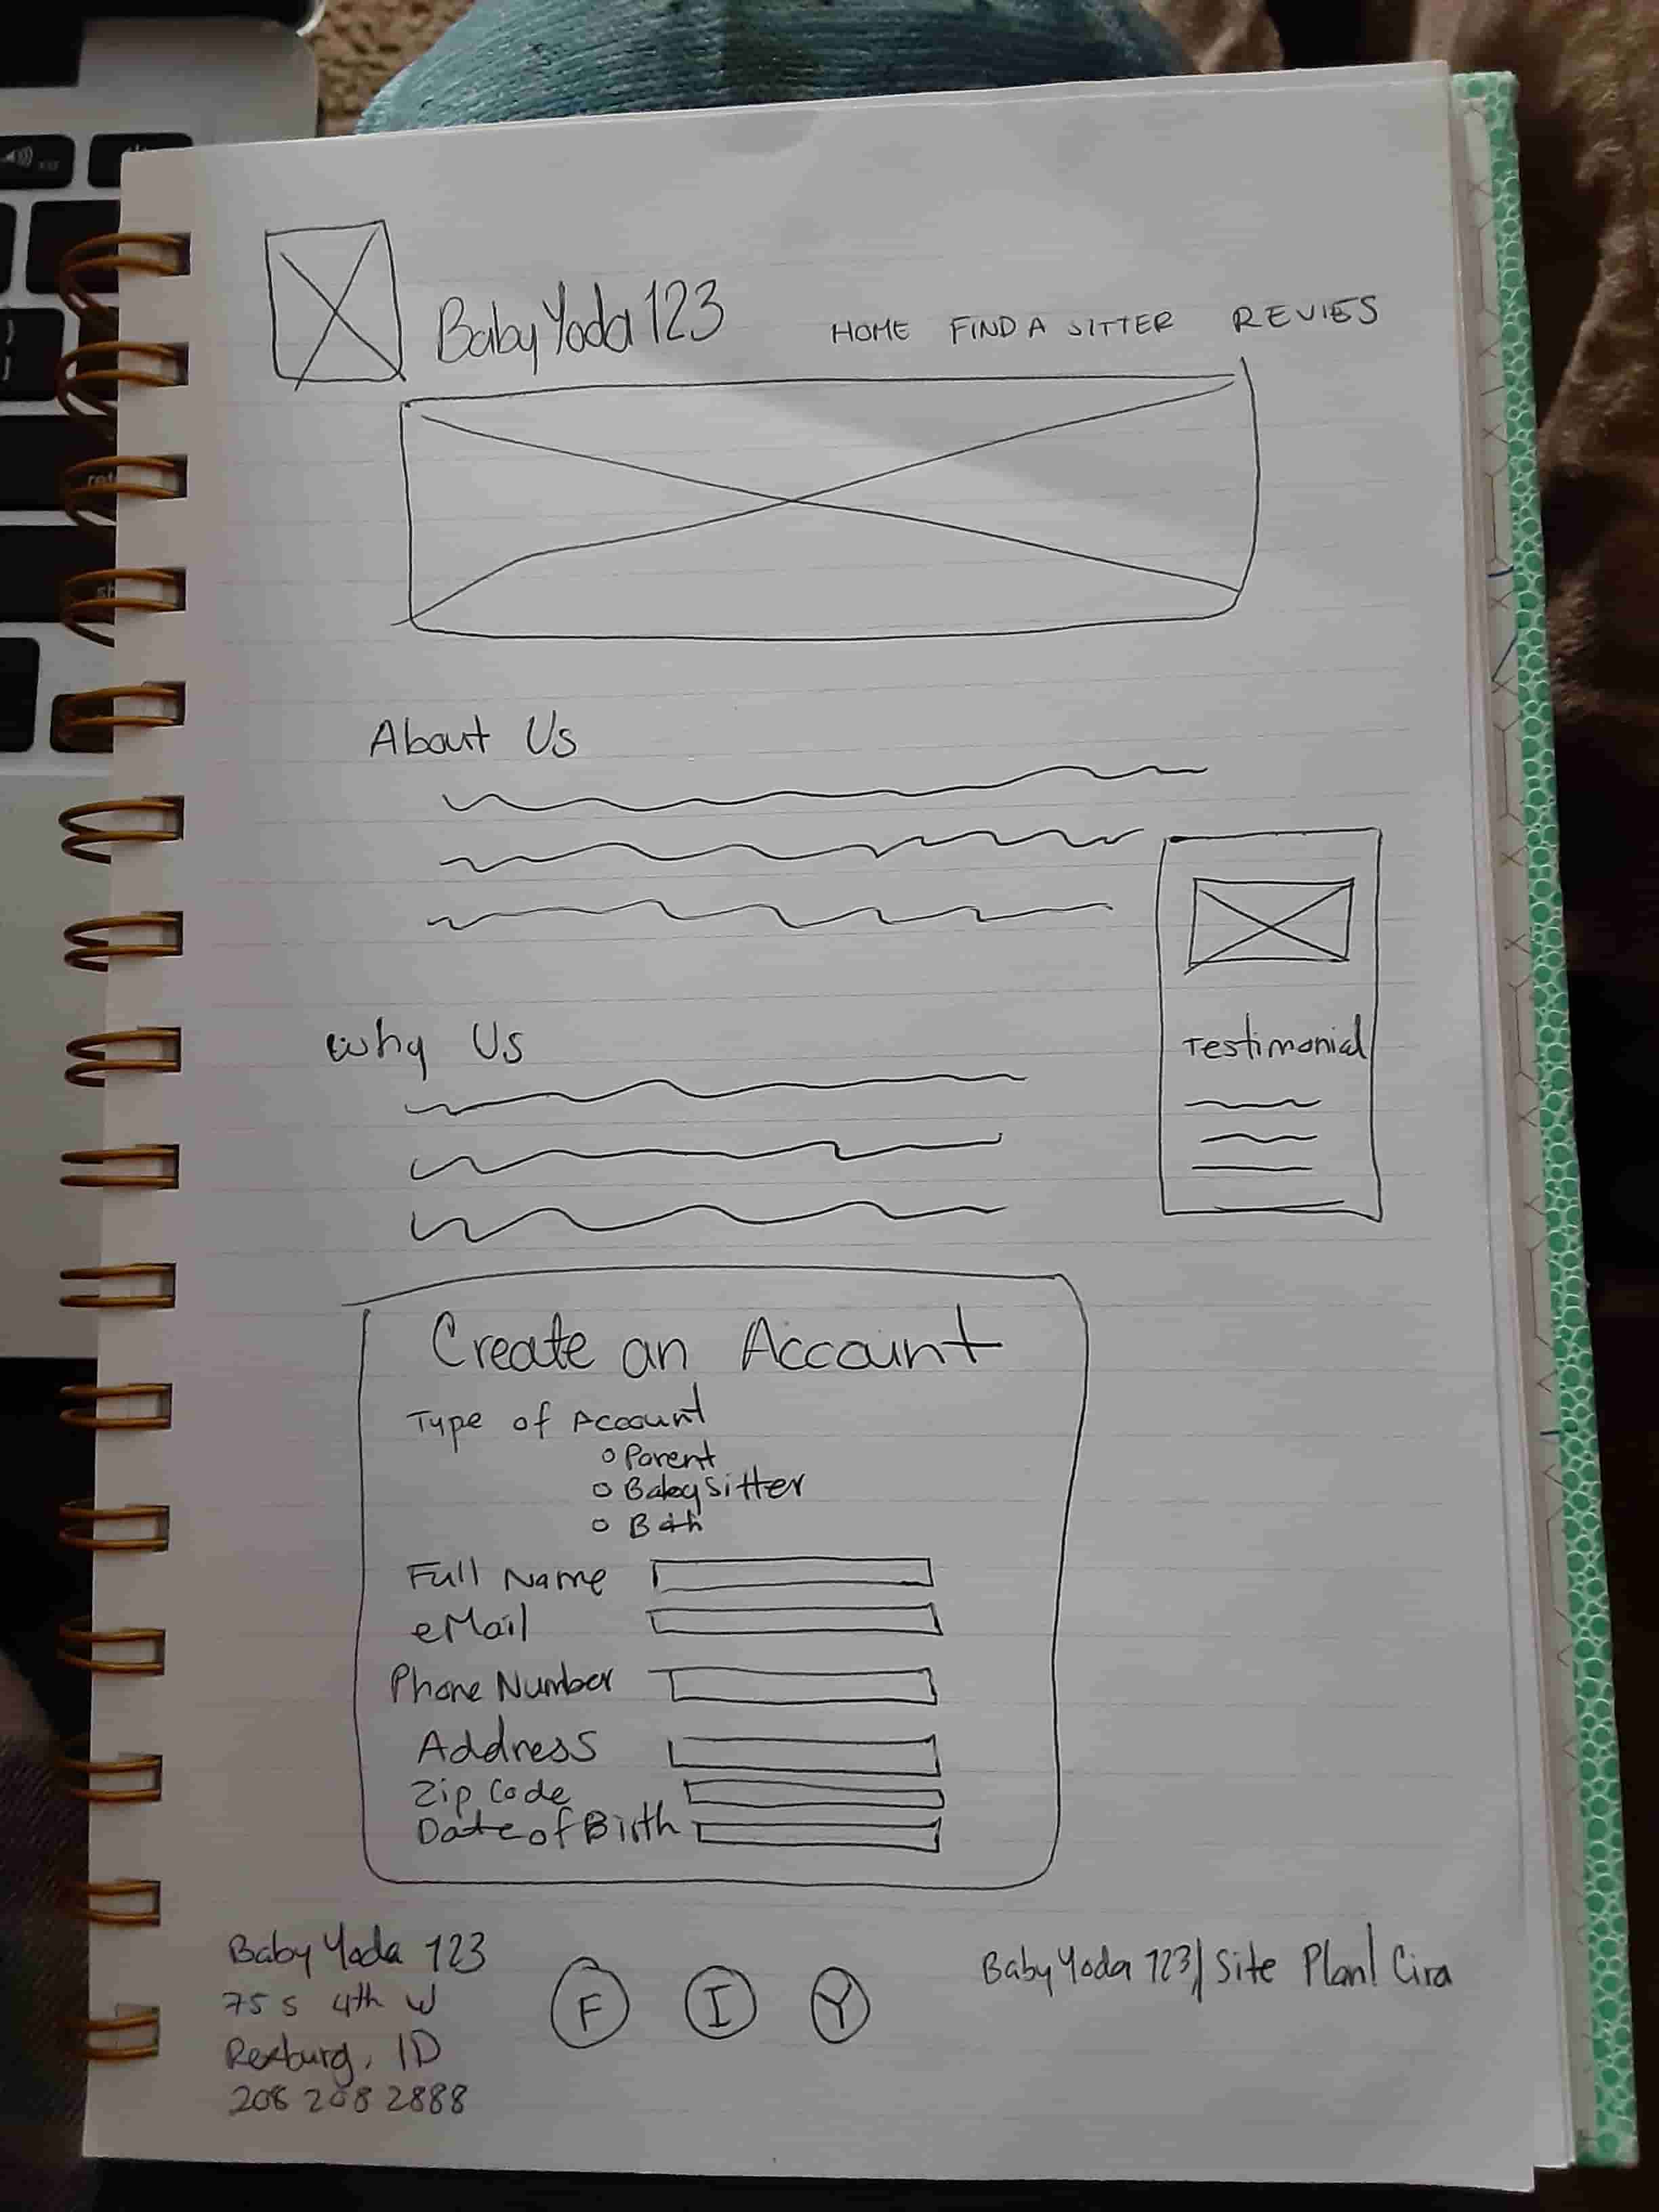 Baby Yoda 123
HOME FIND A SITTER REVIES
About Us
Testimonial
Why Us
Create an Account
Type of Account
Parent
Babysitter
Both
Full Name
eMail
Phone Number
Address
Zip Code
Date of Birth
Baby Yoda 123
75 S 4th W
Rexburg, ID
208 208 2888
F I Y
Baby Yoda 123/ Site Plan/ Cira